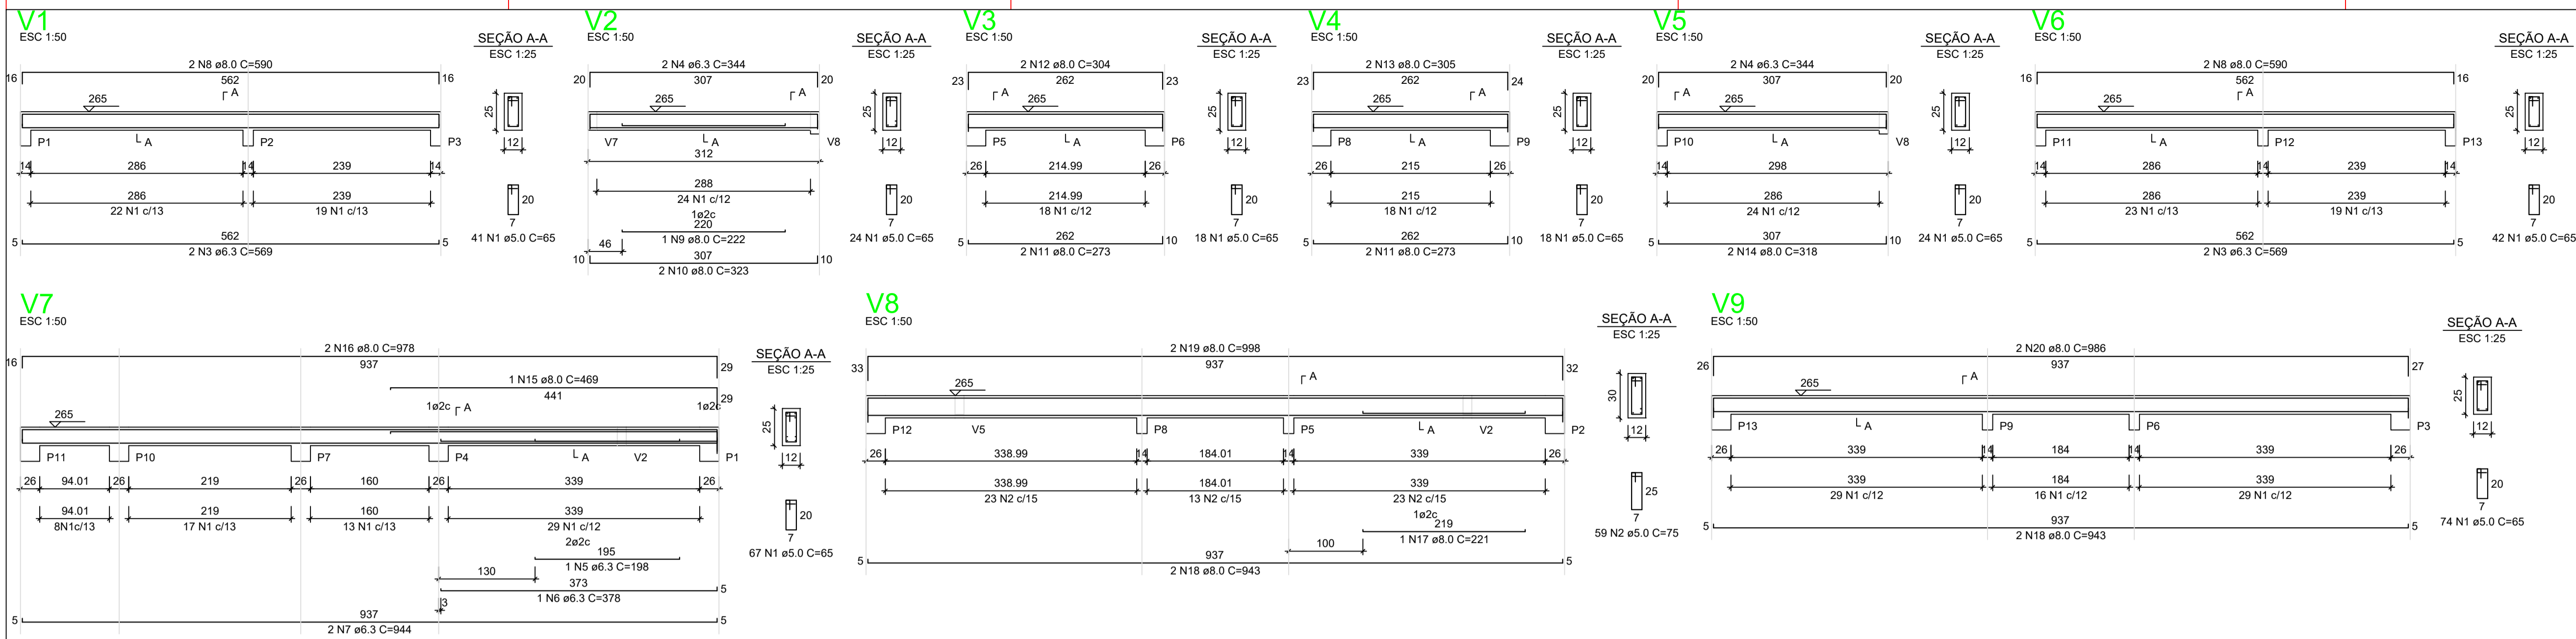 V1
ESC 1:50
SEÇÃO A-A
ESC 1:25
2 N8 ø8.0 C=590
16
562
16
A
265
25
P1
A
P2
P3
12
14
286
14
239
14
286
239
22 N1 c/13
19 N1 c/13
20
7
41 N1 ø5.0 C=65
5
562
5
2 N3 ø6.3 C=569
V2
ESC 1:50
SEÇÃO A-A
ESC 1:25
2 N4 ø6.3 C=344
20
307
20
A
265
25
V7
A
V8
12
312
288
24 N1 c/12
20
7
24 N1 ø5.0 C=65
1ø2c
220
46
1 N9 ø8.0 C=222
10
307
10
2 N10 ø8.0 C=323
V3
ESC 1:50
SEÇÃO A-A
ESC 1:25
2 N12 ø8.0 C=304
23
262
23
A
265
25
P5
A
P6
12
26
214.99
26
214.99
18 N1 c/12
20
7
18 N1 ø5.0 C=65
5
262
10
2 N11 ø8.0 C=273
V4
ESC 1:50
SEÇÃO A-A
ESC 1:25
2 N13 ø8.0 C=305
23
262
24
265
A
25
P8
A
P9
12
26
215
26
215
18 N1 c/12
20
7
18 N1 ø5.0 C=65
5
262
10
2 N11 ø8.0 C=273
V5
ESC 1:50
SEÇÃO A-A
ESC 1:25
2 N4 ø6.3 C=344
20
307
20
A
265
25
P10
A
V8
12
14
298
286
24 N1 c/12
20
7
24 N1 ø5.0 C=65
5
307
10
2 N14 ø8.0 C=318
V6
ESC 1:50
SEÇÃO A-A
ESC 1:25
2 N8 ø8.0 C=590
16
562
16
265
A
25
P11
A
P12
P13
12
14
286
14
239
14
286
239
23 N1 c/13
19 N1 c/13
20
7
42 N1 ø5.0 C=65
5
562
5
2 N3 ø6.3 C=569
V7
ESC 1:50
SEÇÃO A-A
ESC 1:25
2 N16 ø8.0 C=978
16
937
29
1 N15 ø8.0 C=469
441
29
1ø2c
A
1ø2c
265
25
P11
P10
P7
P4
A
V2
P1
12
26
94.01
26
219
26
160
26
339
26
94.01
219
160
339
8N1c/13
17 N1 c/13
13 N1 c/13
29 N1 c/12
20
7
67 N1 ø5.0 C=65
2ø2c
195
130
1 N5 ø6.3 C=198
373
5
3
1 N6 ø6.3 C=378
5
937
5
2 N7 ø6.3 C=944
V8
ESC 1:50
SEÇÃO A-A
ESC 1:25
2 N19 ø8.0 C=998
33
937
32
A
265
30
P12
V5
P8
P5
A
V2
P2
12
26
338.99
14
184.01
14
339
26
338.99
184.01
339
23 N2 c/15
13 N2 c/15
23 N2 c/15
25
7
59 N2 ø5.0 C=75
1ø2c
219
100
1 N17 ø8.0 C=221
5
937
5
2 N18 ø8.0 C=943
V9
ESC 1:50
SEÇÃO A-A
ESC 1:25
2 N20 ø8.0 C=986
26
937
27
A
265
25
P13
A
P9
P6
P3
12
26
339
14
184
14
339
26
339
184
339
29 N1 c/12
16 N1 c/12
29 N1 c/12
20
7
74 N1 ø5.0 C=65
5
937
5
2 N18 ø8.0 C=943